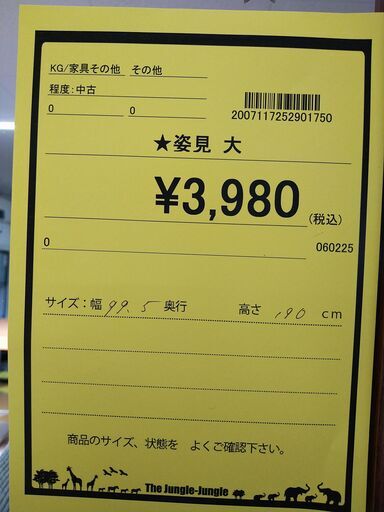 KG/家具その他 その他
程度:中古
0 0
2007117252901750
★姿見 大
¥3,980 (税込)
0 060225
サイズ:幅 99.5 奥行 高さ 190 cm
商品のサイズ、状態を よくご確認下さい。
The Jungle-Jungle